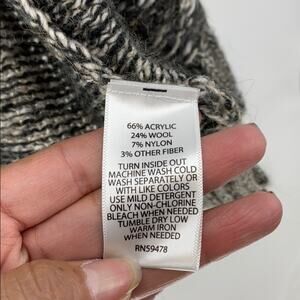 66% ACRYLIC
24% WOOL
7% NYLON
3% OTHER FIBER
TURN INSIDE OUT
MACHINE WASH COLD
WASH SEPARATELY OR
WITH LIKE COLORS
USE MILD DETERGENT
ONLY NON-CHLORINE
BLEACH WHEN NEEDED
TUMBLE DRY LOW
WARM IRON
WHEN NEEDED
RN59478